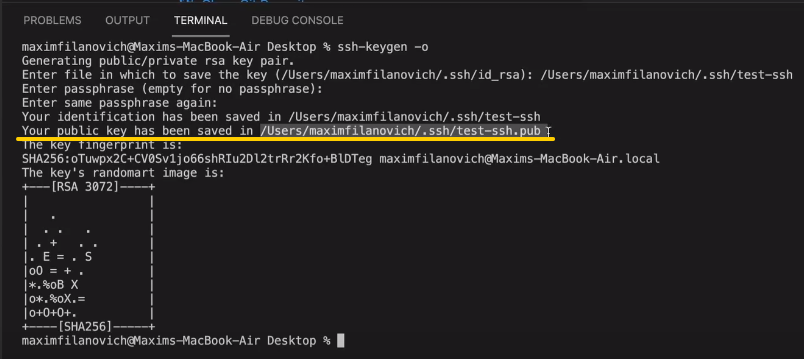 PROBLEMS OUTPUT TERMINAL DEBUG CONSOLE
maximfilanovich@Maxims-MacBook-Air Desktop % ssh-keygen -o
Generating public/private rsa key pair.
Enter file in which to save the key (/Users/maximfilanovich/.ssh/id_rsa): /Users/maximfilanovich/.ssh/test-ssh
Enter passphrase (empty for no passphrase):
Enter same passphrase again:
Your identification has been saved in /Users/maximfilanovich/.ssh/test-ssh
Your public key has been saved in /Users/maximfilanovich/.ssh/test-ssh.pub
The key fingerprint is:
SHA256:oTuwpx2C+CV0Sv1jo66shRIu2Dl2trRr2Kfo+BlDTeg maximfilanovich@Maxims-MacBook-Air.local
The key's randomart image is:
+---[RSA 3072]----+
|                 |
|   .             |
|  . .   .        |
| . +   . .       |
|. E = . S        |
|oO = + .         |
|*.%oB X          |
|o*.%oX.=         |
|o+O+O+.          |
+----[SHA256]-----+
maximfilanovich@Maxims-MacBook-Air Desktop %